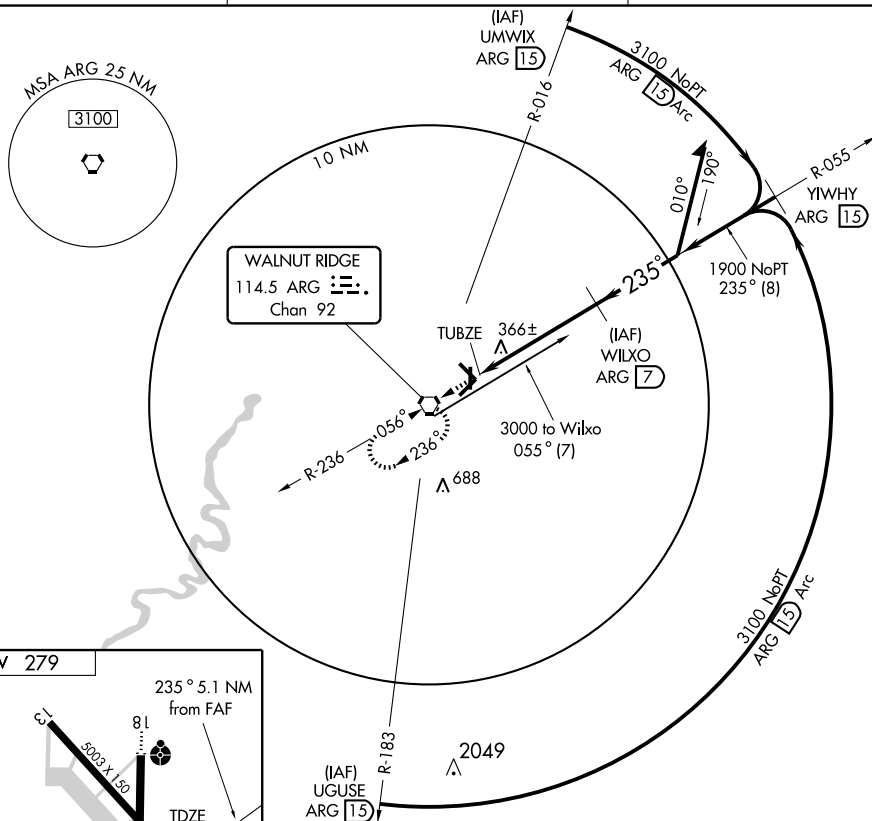 (IAF)
UMWIX
ARG 15
3100 NoPT
ARG 15 Arc
MSA ARG 25 NM
3100
R-016
10 NM
010°
190°
R-055
YIWHY
ARG 15
1900 NoPT
235° (8)
WALNUT RIDGE
114.5 ARG
Chan 92
235°
TUBZE
366±
(IAF)
WILXO
ARG 7
3000 to Wilxo
055° (7)
056°
236°
R-236
688
3100 NoPT
ARG 15 Arc
279
235° 5.1 NM
from FAF
13
18
5003 X 150
TDZE
R-183
2049
(IAF)
UGUSE
ARG 15